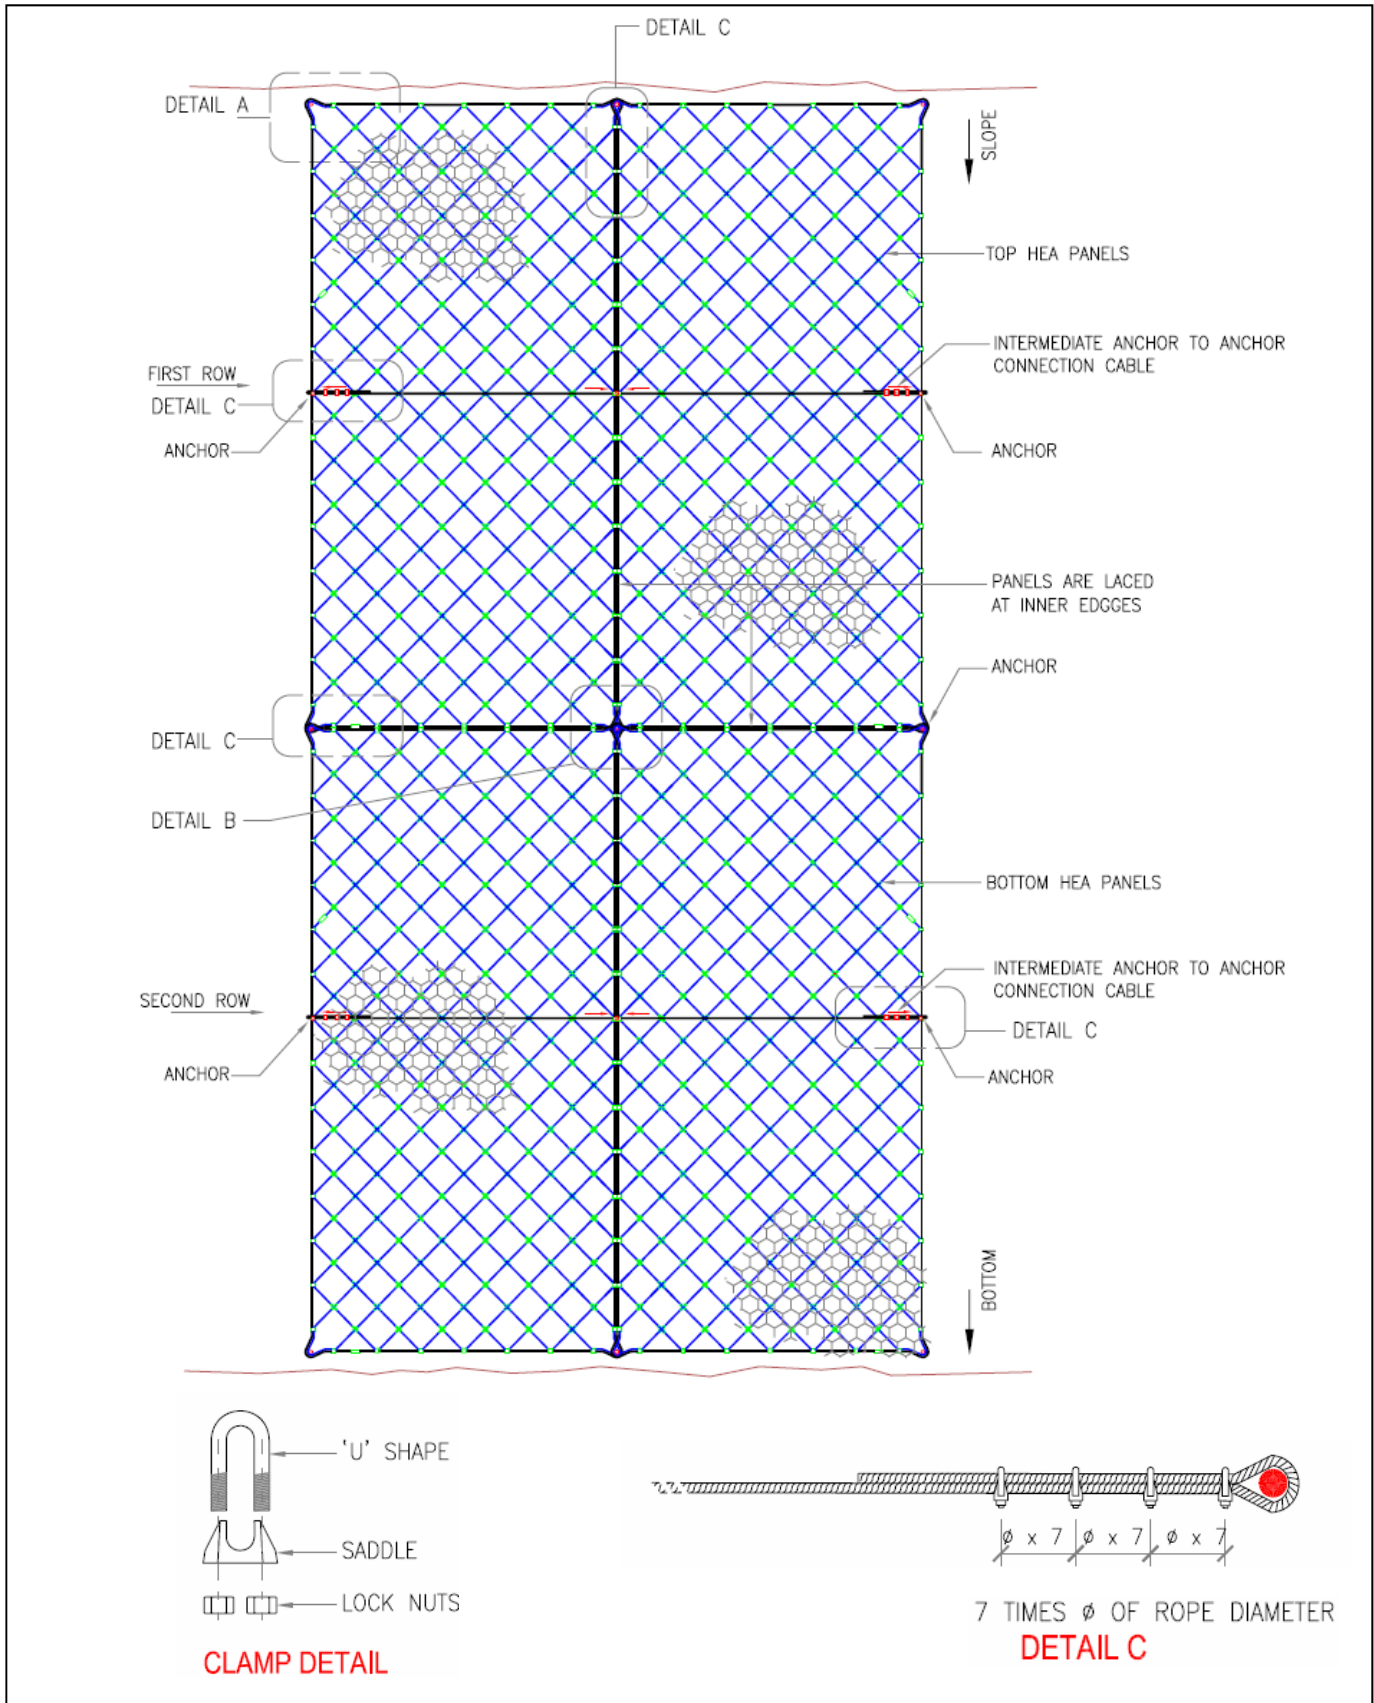 DETAIL C
DETAIL A
SLOPE
TOP HEA PANELS
INTERMEDIATE ANCHOR TO ANCHOR
CONNECTION CABLE
FIRST ROW
DETAIL C
ANCHOR
ANCHOR
PANELS ARE LACED
AT INNER EDGGES
ANCHOR
DETAIL C
DETAIL B
BOTTOM HEA PANELS
INTERMEDIATE ANCHOR TO ANCHOR
CONNECTION CABLE
SECOND ROW
DETAIL C
ANCHOR
ANCHOR
BOTTOM
'U' SHAPE
SADDLE
LOCK NUTS
CLAMP DETAIL
ø x 7 ø x 7 ø x 7
7 TIMES ø OF ROPE DIAMETER
DETAIL C